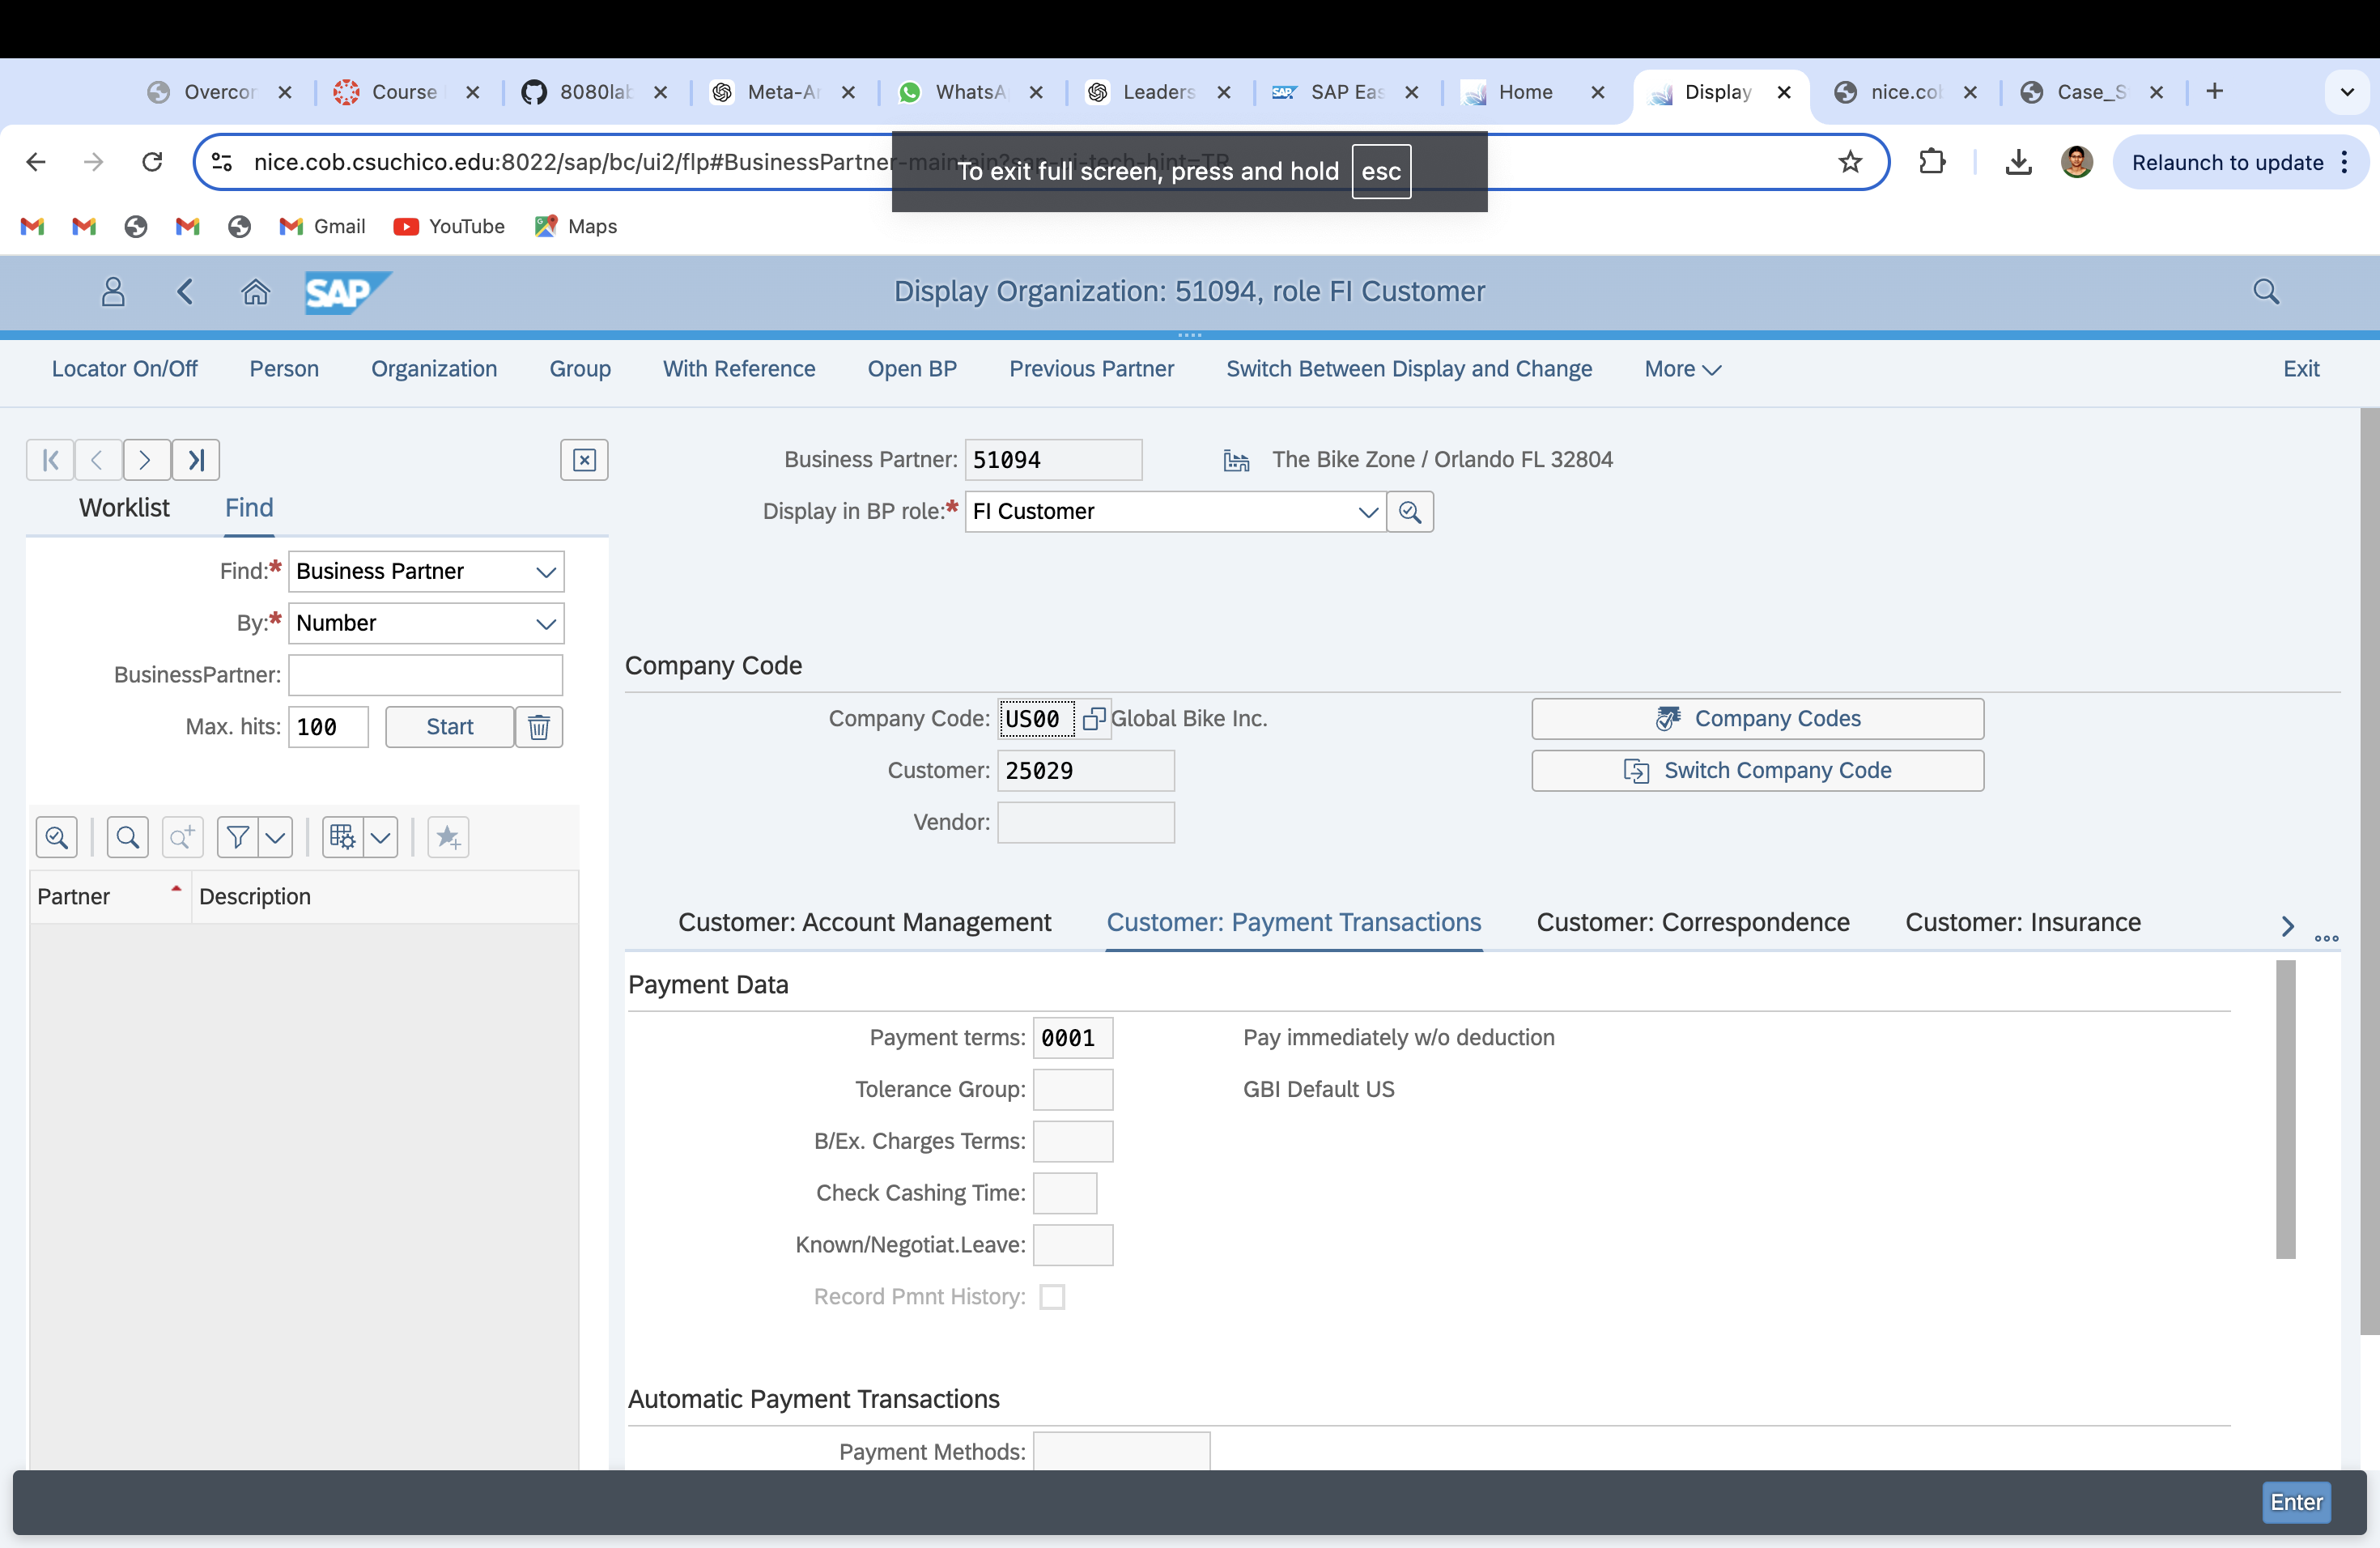 Overcor
Course
8080lab
Meta-Ar
WhatsA
Leaders
SAP Eas
Home
Display
nice.col
Case_S
nice.cob.csuchico.edu:8022/sap/bc/ui2/flp#BusinessPartner-maintain?sap-ui-tech-hint=TR
To exit full screen, press and hold esc
Relaunch to update
Gmail
YouTube
Maps
SAP
Display Organization: 51094, role FI Customer
Locator On/Off
Person
Organization
Group
With Reference
Open BP
Previous Partner
Switch Between Display and Change
More
Exit
Business Partner: 51094
The Bike Zone / Orlando FL 32804
Worklist
Find
Display in BP role:* FI Customer
Find:* Business Partner
By:* Number
BusinessPartner:
Max. hits: 100
Start
Partner
Description
Company Code
Company Code: US00 Global Bike Inc.
Company Codes
Customer: 25029
Switch Company Code
Vendor:
Customer: Account Management
Customer: Payment Transactions
Customer: Correspondence
Customer: Insurance
Payment Data
Payment terms: 0001 Pay immediately w/o deduction
Tolerance Group: GBI Default US
B/Ex. Charges Terms:
Check Cashing Time:
Known/Negotiat.Leave:
Record Pmnt History:
Automatic Payment Transactions
Payment Methods:
Enter